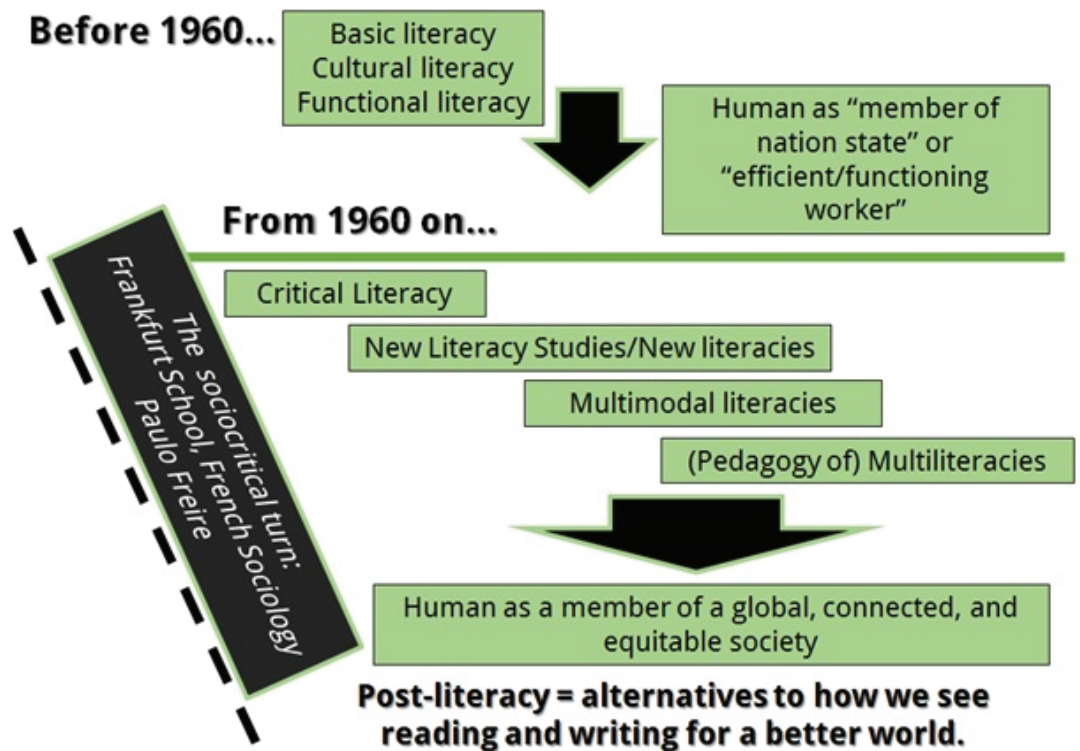 Before 1960...
Basic literacy
Cultural literacy
Functional literacy
Human as “member of
nation state” or
“efficient/functioning
worker”
From 1960 on...
The sociocritical turn:
Frankfurt School, French Sociology
Paulo Freire
Critical Literacy
New Literacy Studies/New literacies
Multimodal literacies
(Pedagogy of) Multiliteracies
Human as a member of a global, connected, and
equitable society
Post-literacy = alternatives to how we see
reading and writing for a better world.